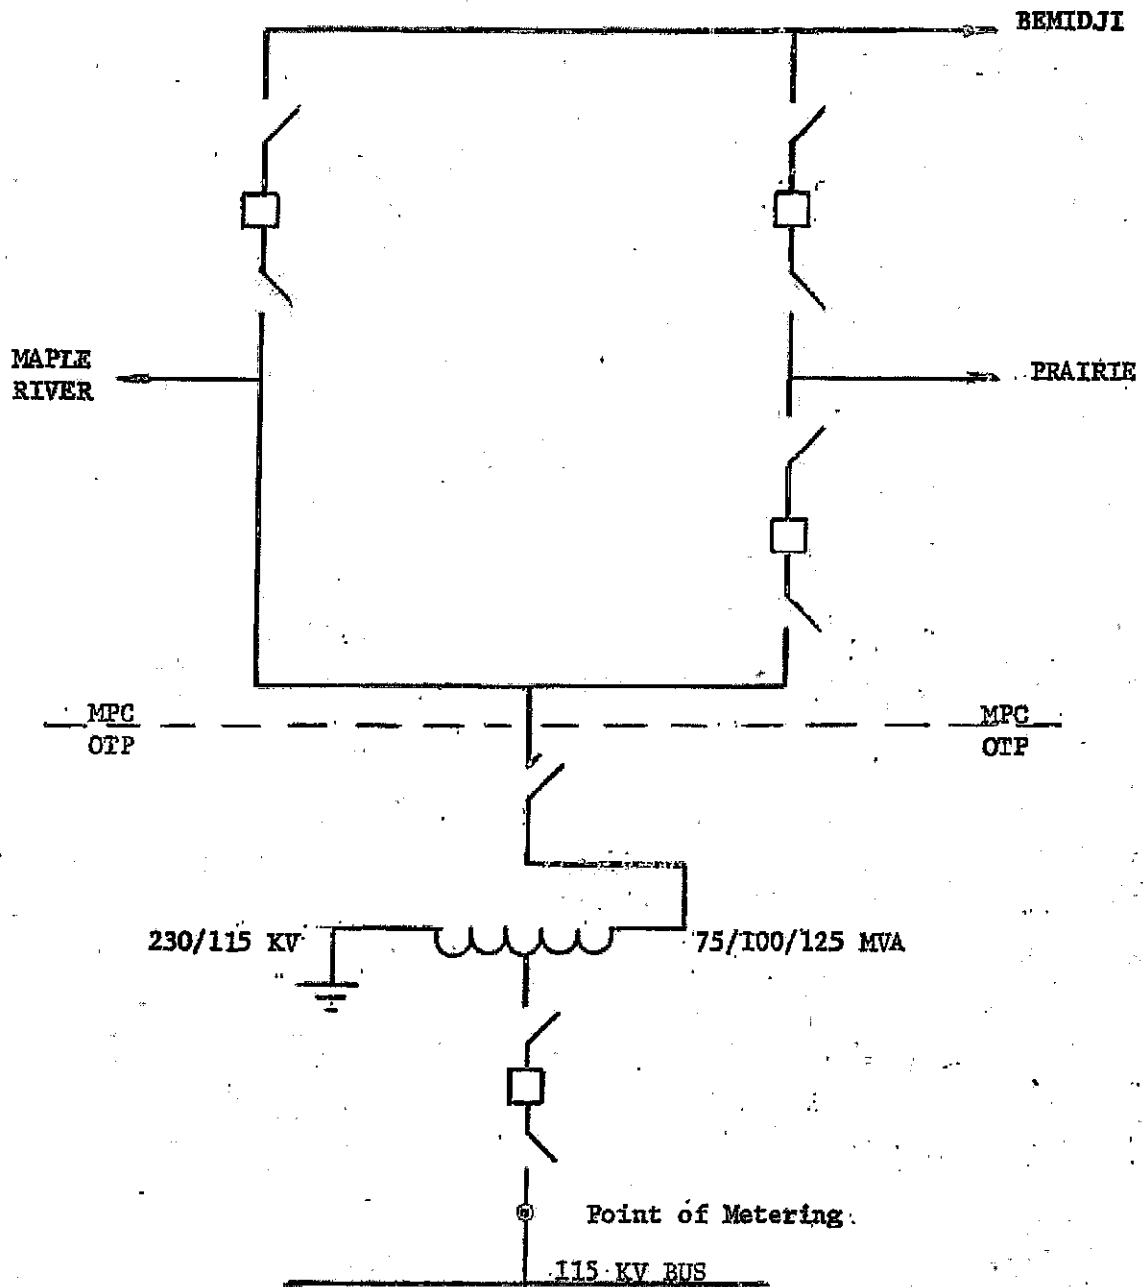 BEMIDJI
MAPLE
RIVER
PRAIRIE
MPC
OTP
MPC
OTP
230/115 KV
75/100/125 MVA
Point of Metering
115 KV BUS